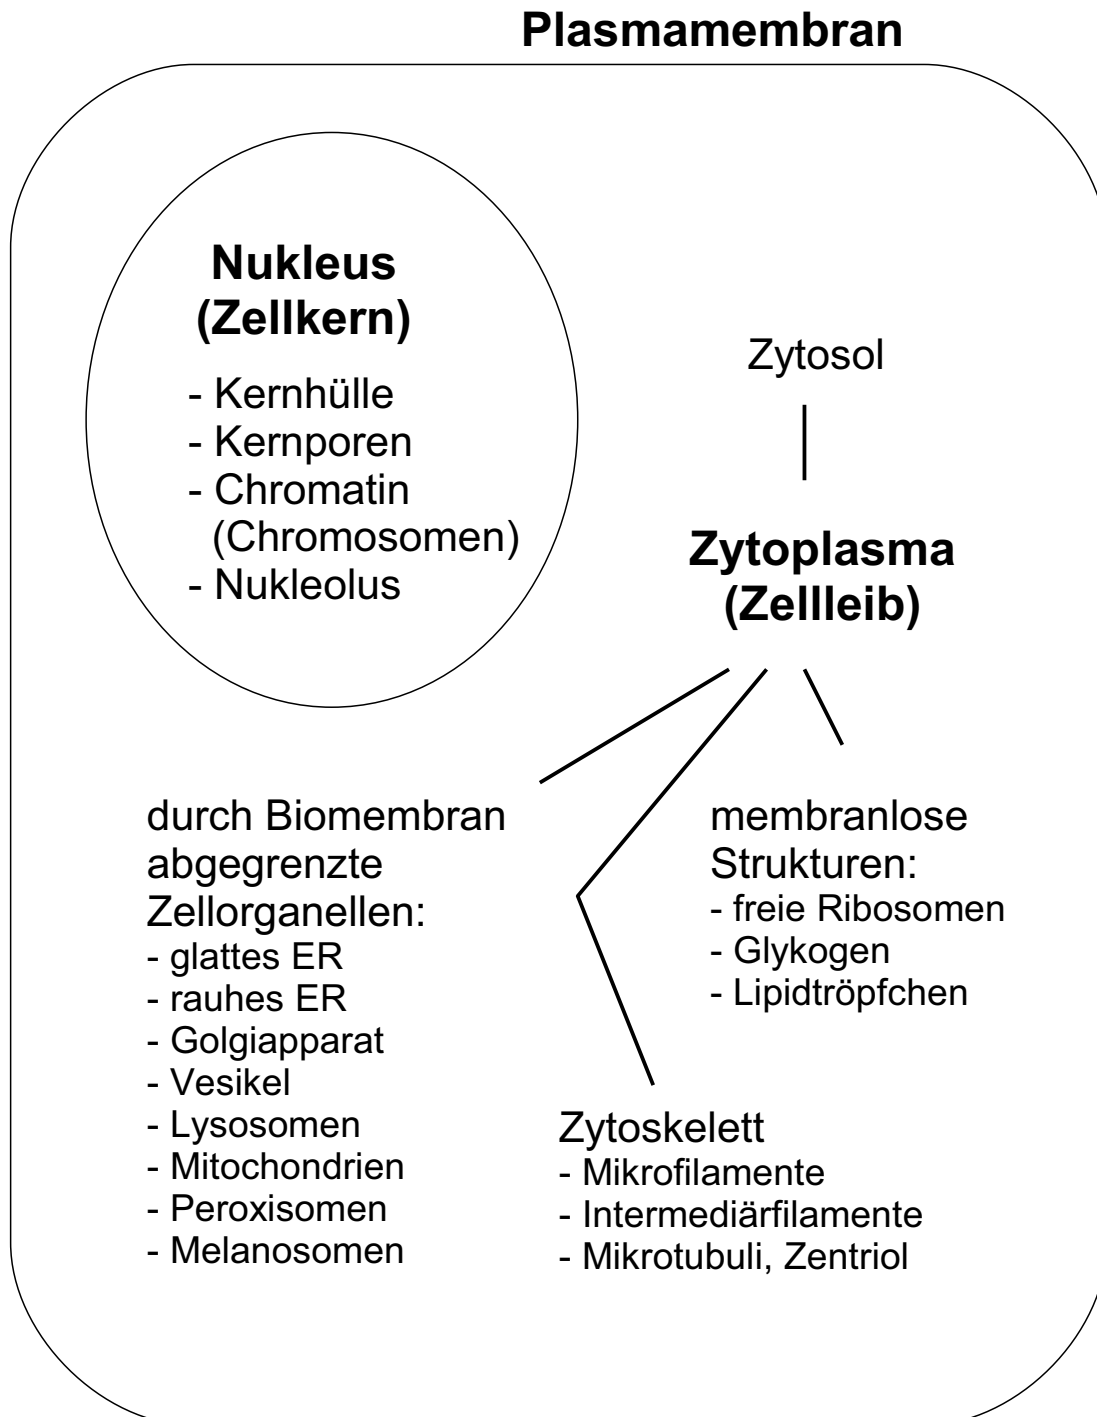 Plasmamembran
Nukleus
(Zellkern)
- Kernhülle
- Kernporen
- Chromatin
(Chromosomen)
- Nukleolus
Zytosol
Zytoplasma
(Zellleib)
durch Biomembran
abgegrenzte
Zellorganellen:
- glattes ER
- rauhes ER
- Golgiapparat
- Vesikel
- Lysosomen
- Mitochondrien
- Peroxisomen
- Melanosomen
membranlose
Strukturen:
- freie Ribosomen
- Glykogen
- Lipidtröpfchen
Zytoskelett
- Mikrofilamente
- Intermediärfilamente
- Mikrotubuli, Zentriol